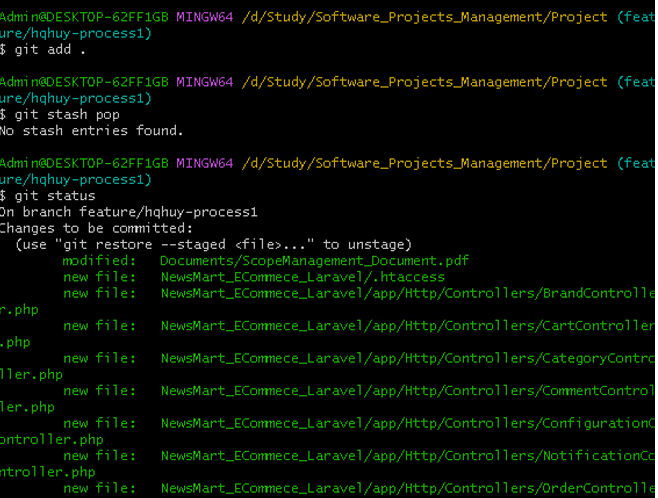 Admin@DESKTOP-62FF1GB MINGW64 /d/Study/Software_Projects_Management/Project (feat
ure/hqhuy-process1)
$ git add .
Admin@DESKTOP-62FF1GB MINGW64 /d/Study/Software_Projects_Management/Project (feat
ure/hqhuy-process1)
$ git stash pop
No stash entries found.
Admin@DESKTOP-62FF1GB MINGW64 /d/Study/Software_Projects_Management/Project (feat
ure/hqhuy-process1)
$ git status
On branch feature/hqhuy-process1
Changes to be committed:
(use "git restore --staged <file>..." to unstage)
modified: Documents/ScopeManagement_Document.pdf
new file: NewsMart_ECommece_Laravel/.htaccess
new file: NewsMart_ECommece_Laravel/app/Http/Controllers/BrandControlle
r.php
new file: NewsMart_ECommece_Laravel/app/Http/Controllers/CartController
.php
new file: NewsMart_ECommece_Laravel/app/Http/Controllers/CategoryContro
ller.php
new file: NewsMart_ECommece_Laravel/app/Http/Controllers/CommentControl
ler.php
new file: NewsMart_ECommece_Laravel/app/Http/Controllers/ConfigurationC
ontroller.php
new file: NewsMart_ECommece_Laravel/app/Http/Controllers/NotificationCo
ntroller.php
new file: NewsMart_ECommece_Laravel/app/Http/Controllers/OrderControlle